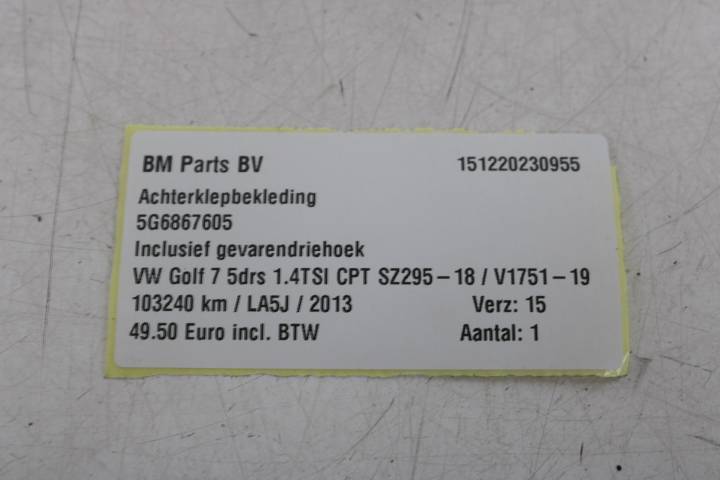 BM Parts BV 151220230955
Achterklepbekleding
5G6867605
Inclusief gevarendriehoek
VW Golf 7 5drs 1.4TSI CPT SZ295-18 / V1751-19
103240 km / LA5J / 2013 Verz: 15
49.50 Euro incl. BTW Aantal: 1